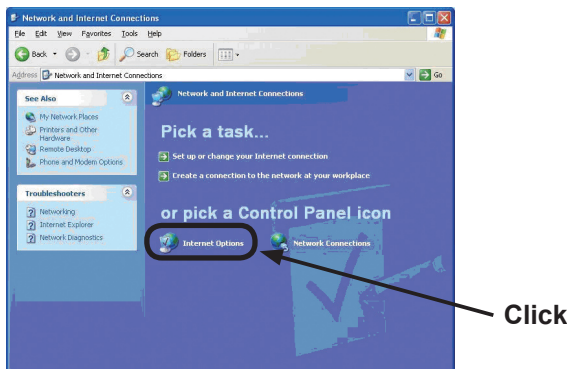 Network and Internet Connections
File Edit View Favorites Tools Help
Back Search Folders
Address Network and Internet Connections Go
See Also
My Network Places
Printers and Other
Hardware
Remote Desktop
Phone and Modem Options
Troubleshooters
Networking
Internet Explorer
Network Diagnostics
Network and Internet Connections
Pick a task...
Set up or change your Internet connection
Create a connection to the network at your workplace
or pick a Control Panel icon
Internet Options Network Connections
Click